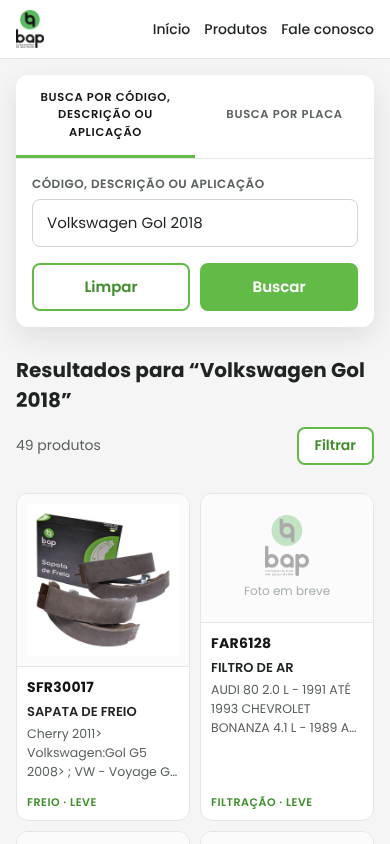 bap
Início Produtos Fale conosco
BUSCA POR CÓDIGO,
DESCRIÇÃO OU
APLICAÇÃO
BUSCA POR PLACA
CÓDIGO, DESCRIÇÃO OU APLICAÇÃO
Volkswagen Gol 2018
Limpar
Buscar
Resultados para “Volkswagen Gol
2018”
49 produtos
Filtrar
bap
Sapata
de Freio
SFR30017
SAPATA DE FREIO
Cherry 2011>
Volkswagen:Gol G5
2008> ; VW - Voyage G...
FREIO · LEVE
bap
Foto em breve
FAR6128
FILTRO DE AR
AUDI 80 2.0 L - 1991 ATÉ
1993 CHEVROLET
BONANZA 4.1 L - 1989 A...
FILTRAÇÃO · LEVE